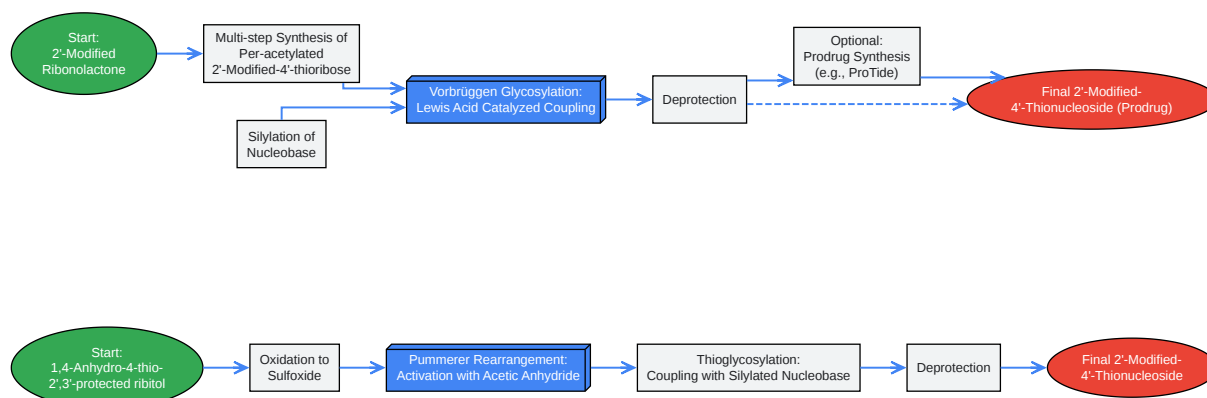 Start:
2'-Modified
Ribonolactone
Multi-step Synthesis of
Per-acetylated
2'-Modified-4'-thioribose
Silylation of
Nucleobase
Vorbrüggen Glycosylation:
Lewis Acid Catalyzed Coupling
Deprotection
Optional:
Prodrug Synthesis
(e.g., ProTide)
Final 2'-Modified-
4'-Thionucleoside (Prodrug)
Start:
1,4-Anhydro-4-thio-
2',3'-protected ribitol
Oxidation to
Sulfoxide
Pummerer Rearrangement:
Activation with Acetic Anhydride
Thioglycosylation:
Coupling with Silylated Nucleobase
Deprotection
Final 2'-Modified-
4'-Thionucleoside